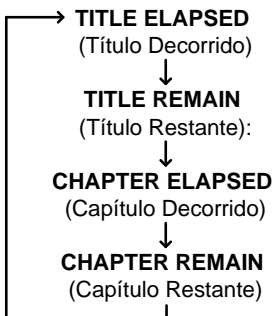 TITLE ELAPSED
(Título Decorrido)
TITLE REMAIN
(Título Restante):
CHAPTER ELAPSED
(Capítulo Decorrido)
CHAPTER REMAIN
(Capítulo Restante)